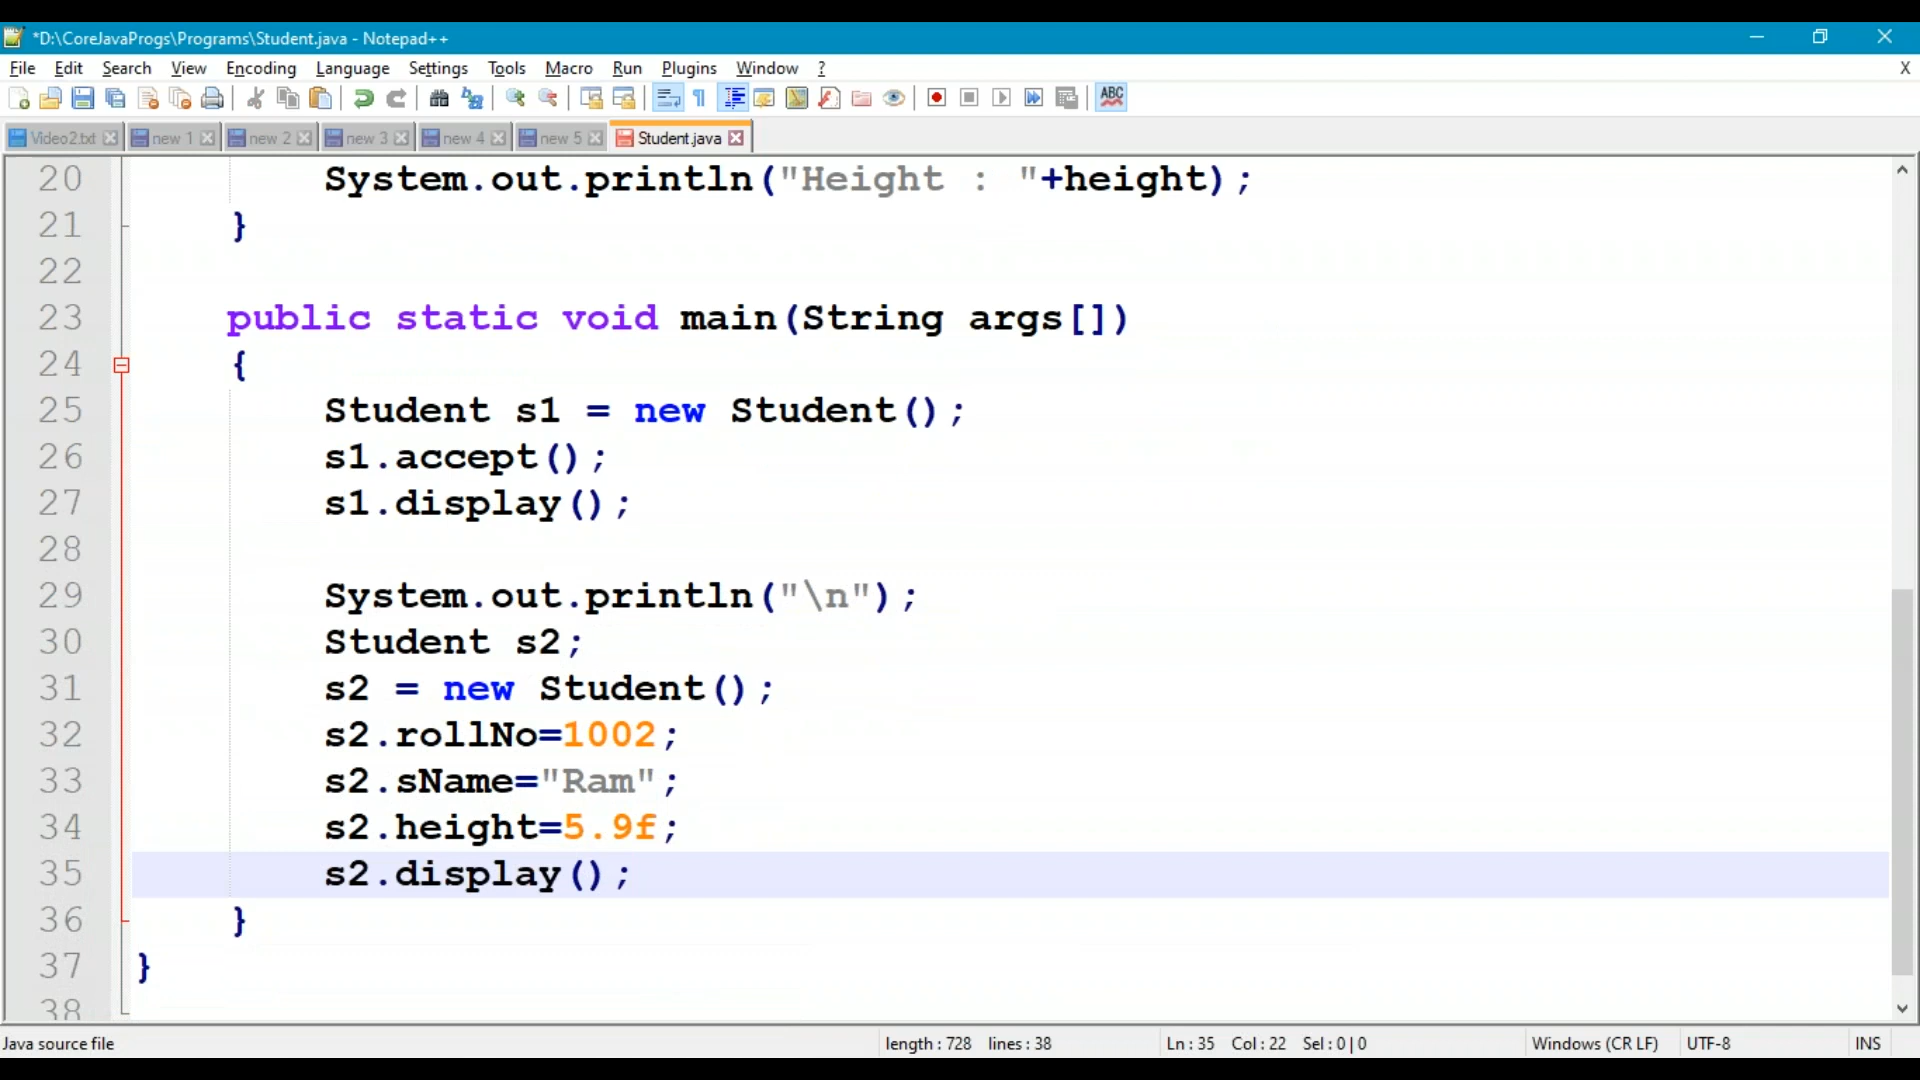 *D:\CoreJavaProgs\Programs\Student.java - Notepad++
File Edit Search View Encoding Language Settings Tools Macro Run Plugins Window ? X
ABC
Video2.txt new 1 new 2 new 3 new 4 new 5 Student.java
20 System.out.println("Height : "+height);
21 }
22
23 public static void main(String args[])
24 {
25 Student s1 = new Student();
26 s1.accept();
27 s1.display();
28
29 System.out.println("\n");
30 Student s2;
31 s2 = new Student();
32 s2.rollNo=1002;
33 s2.sName="Ram";
34 s2.height=5.9f;
35 s2.display();
36 }
37 }
38
Java source file length : 728 lines : 38 Ln : 35 Col : 22 Sel : 0 | 0 Windows (CR LF) UTF-8 INS